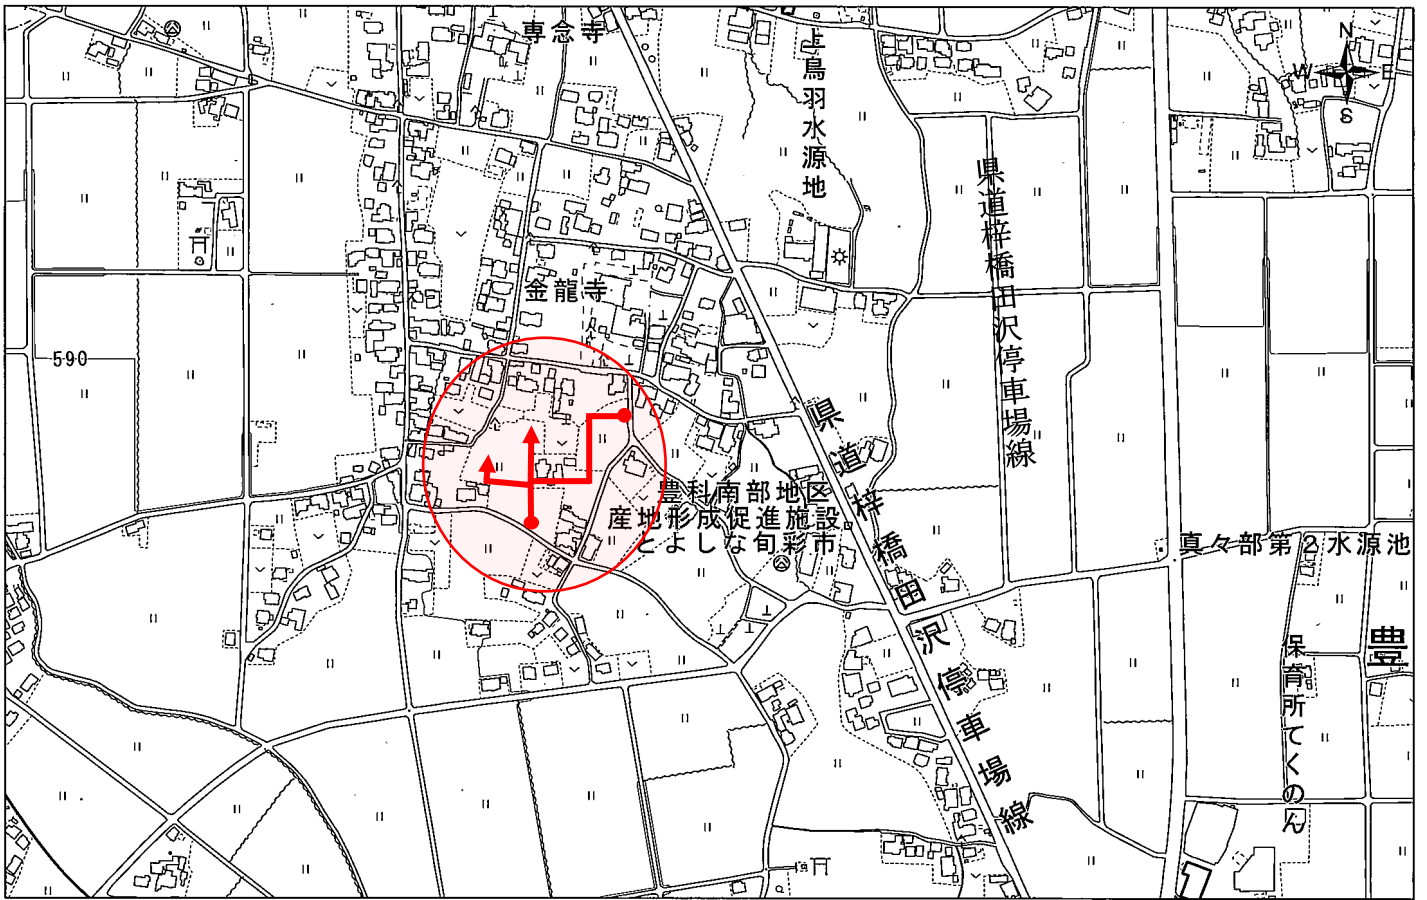 専念寺
上鳥羽水源地
N
W
E
S
県道梓橋田沢停車場線
金龍寺
590
県道梓橋田沢停車場線
豊科南部地区
産地形成促進施設
とよしな旬彩市
真々部第2水源池
豊
保育所てくのん